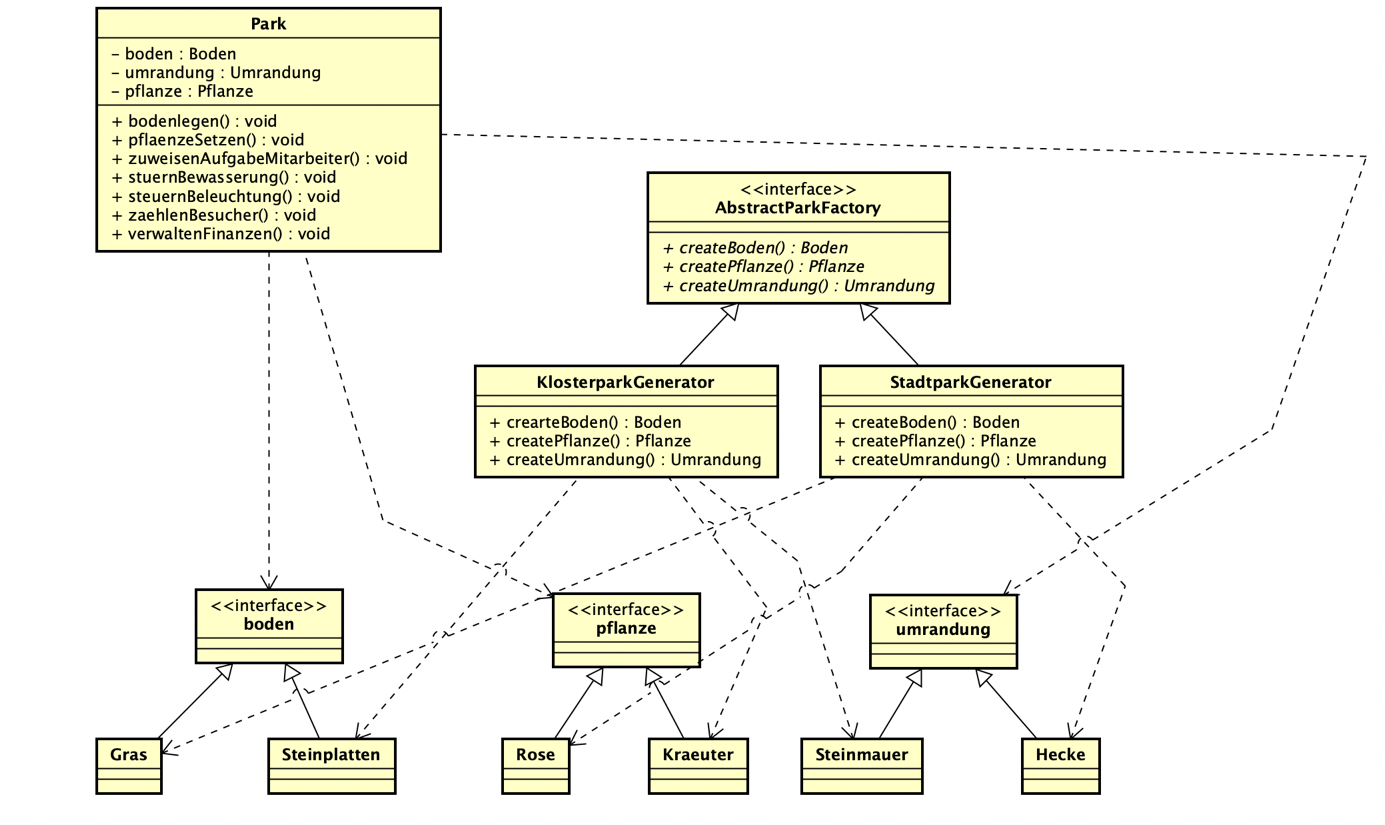 Park
– boden : Boden
– umrandung : Umrandung
– pflanze : Pflanze
+ bodenlegen() : void
+ pflaenzeSetzen() : void
+ zuweisenAufgabeMitarbeiter() : void
+ stuernBewasserung() : void
+ steuernBeleuchtung() : void
+ zaehlenBesucher() : void
+ verwaltenFinanzen() : void
<<interface>>
AbstractParkFactory
+ createBoden() : Boden
+ createPflanze() : Pflanze
+ createUmrandung() : Umrandung
KlosterparkGenerator
+ crearteBoden() : Boden
+ createPflanze() : Pflanze
+ createUmrandung() : Umrandung
StadtparkGenerator
+ createBoden() : Boden
+ createPflanze() : Pflanze
+ createUmrandung() : Umrandung
<<interface>>
boden
<<interface>>
pflanze
<<interface>>
umrandung
Gras
Steinplatten
Rose
Kraeuter
Steinmauer
Hecke